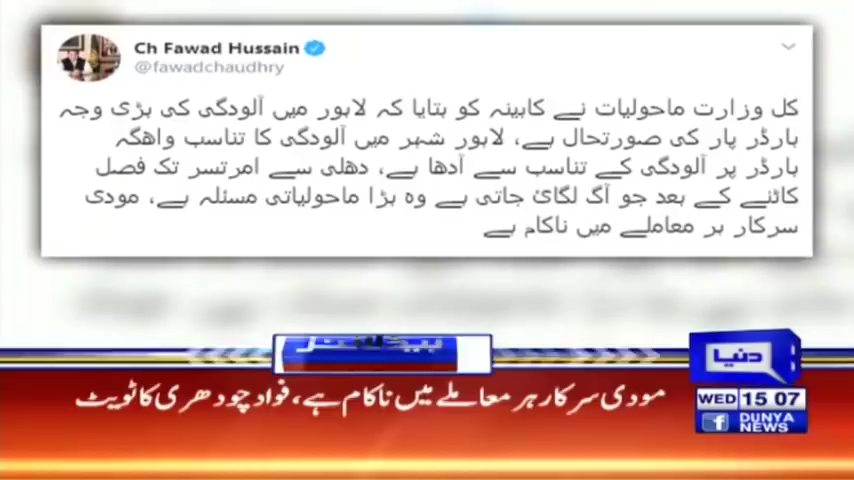 Ch Fawad Hussain
@fawadchaudhry
کل وزارت ماحولیات نے کابینہ کو بتایا کہ لاہور میں آلودگی کی بڑی وجہ
بارڈر پار کی صورتحال ہے، لاہور شہر میں آلودگی کا تناسب واھگہ
بارڈر پر آلودگی کے تناسب سے آدھا ہے، دھلی سے امرتسر تک فصل
کاٹنے کے بعد جو آگ لگائ جاتی ہے وہ بڑا ماحولیاتی مسئلہ ہے، مودی
سرکار ہر معاملے میں ناکام ہے
ہیڈلائنز
دنیا
مودی سرکار ہر معاملے میں ناکام ہے، فواد چودھری کا ٹویٹ
WED 15 07
f DUNYA
NEWS